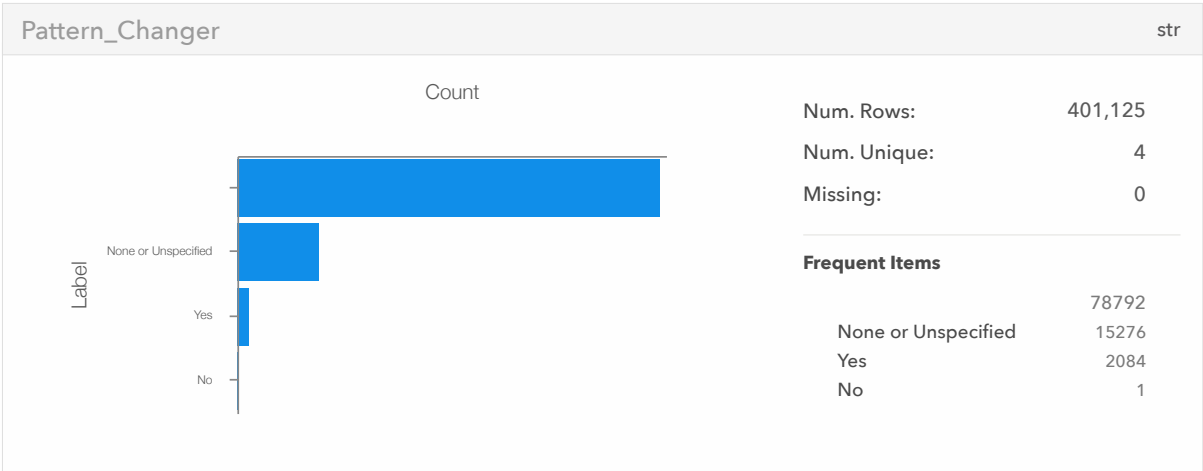 Pattern_Changer str
Count
Label
None or Unspecified
Yes
No
Num. Rows: 401,125
Num. Unique: 4
Missing: 0
Frequent Items
78792
None or Unspecified 15276
Yes 2084
No 1